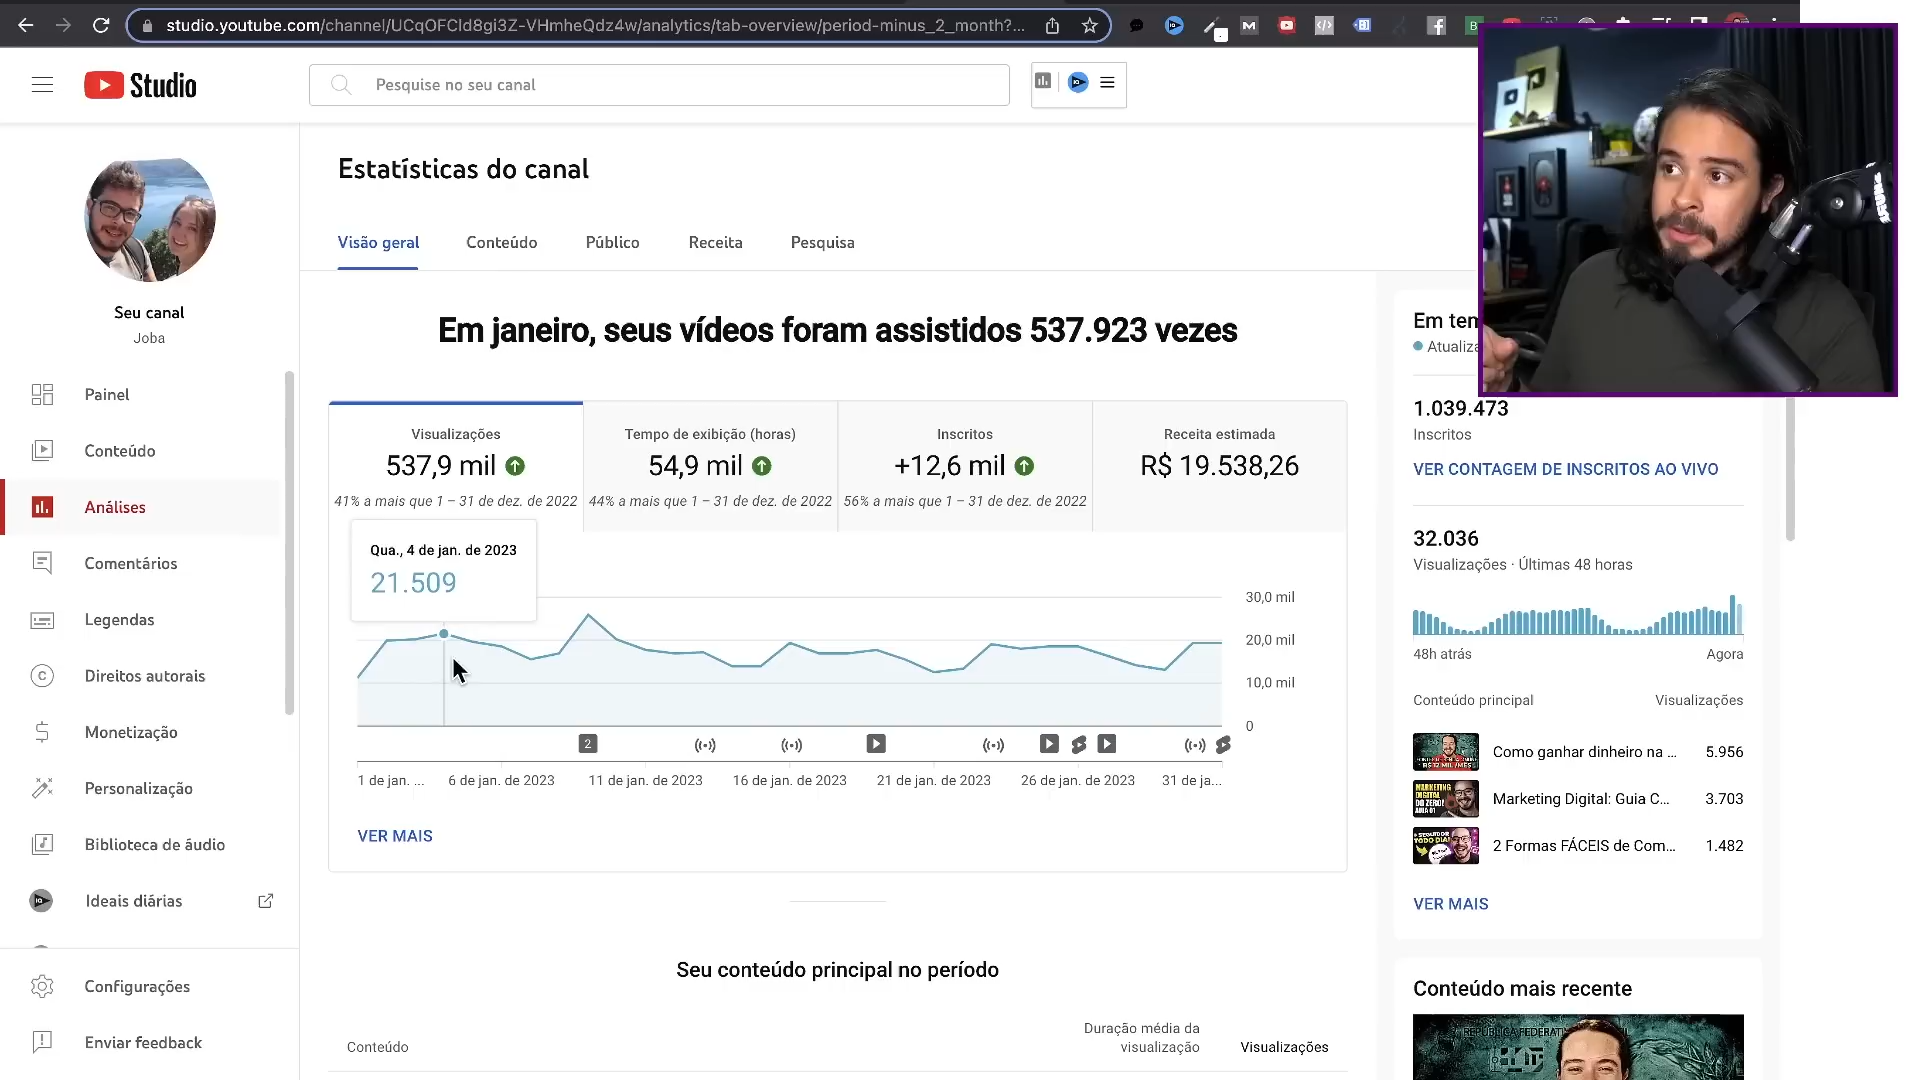 studio.youtube.com/channel/UCqOFCld8gi3Z-VHmheQdz4w/analytics/tab-overview/period-minus_2_month?...
Studio
Pesquise no seu canal
Seu canal
Joba
Painel
Conteúdo
Análises
Comentários
Legendas
Direitos autorais
Monetização
Personalização
Biblioteca de áudio
Ideais diárias
Configurações
Enviar feedback
Estatísticas do canal
Visão geral
Conteúdo
Público
Receita
Pesquisa
Em janeiro, seus vídeos foram assistidos 537.923 vezes
Visualizações
537,9 mil
41% a mais que 1 – 31 de dez. de 2022
Tempo de exibição (horas)
54,9 mil
44% a mais que 1 – 31 de dez. de 2022
Inscritos
+12,6 mil
56% a mais que 1 – 31 de dez. de 2022
Receita estimada
R$ 19.538,26
Qua., 4 de jan. de 2023
21.509
30,0 mil
20,0 mil
10,0 mil
0
2
1 de jan. ...
6 de jan. de 2023
11 de jan. de 2023
16 de jan. de 2023
21 de jan. de 2023
26 de jan. de 2023
31 de ja...
VER MAIS
Seu conteúdo principal no período
Conteúdo
Duração média da
visualização
Visualizações
Em tem
Atualiza
1.039.473
Inscritos
VER CONTAGEM DE INSCRITOS AO VIVO
32.036
Visualizações · Últimas 48 horas
48h atrás
Agora
Conteúdo principal
Visualizações
Como ganhar dinheiro na ...
5.956
MARKETING
DIGITAL
DO ZERO!
AULA 01
Marketing Digital: Guia C...
3.703
TODO DIA!
2 Formas FÁCEIS de Com...
1.482
VER MAIS
Conteúdo mais recente